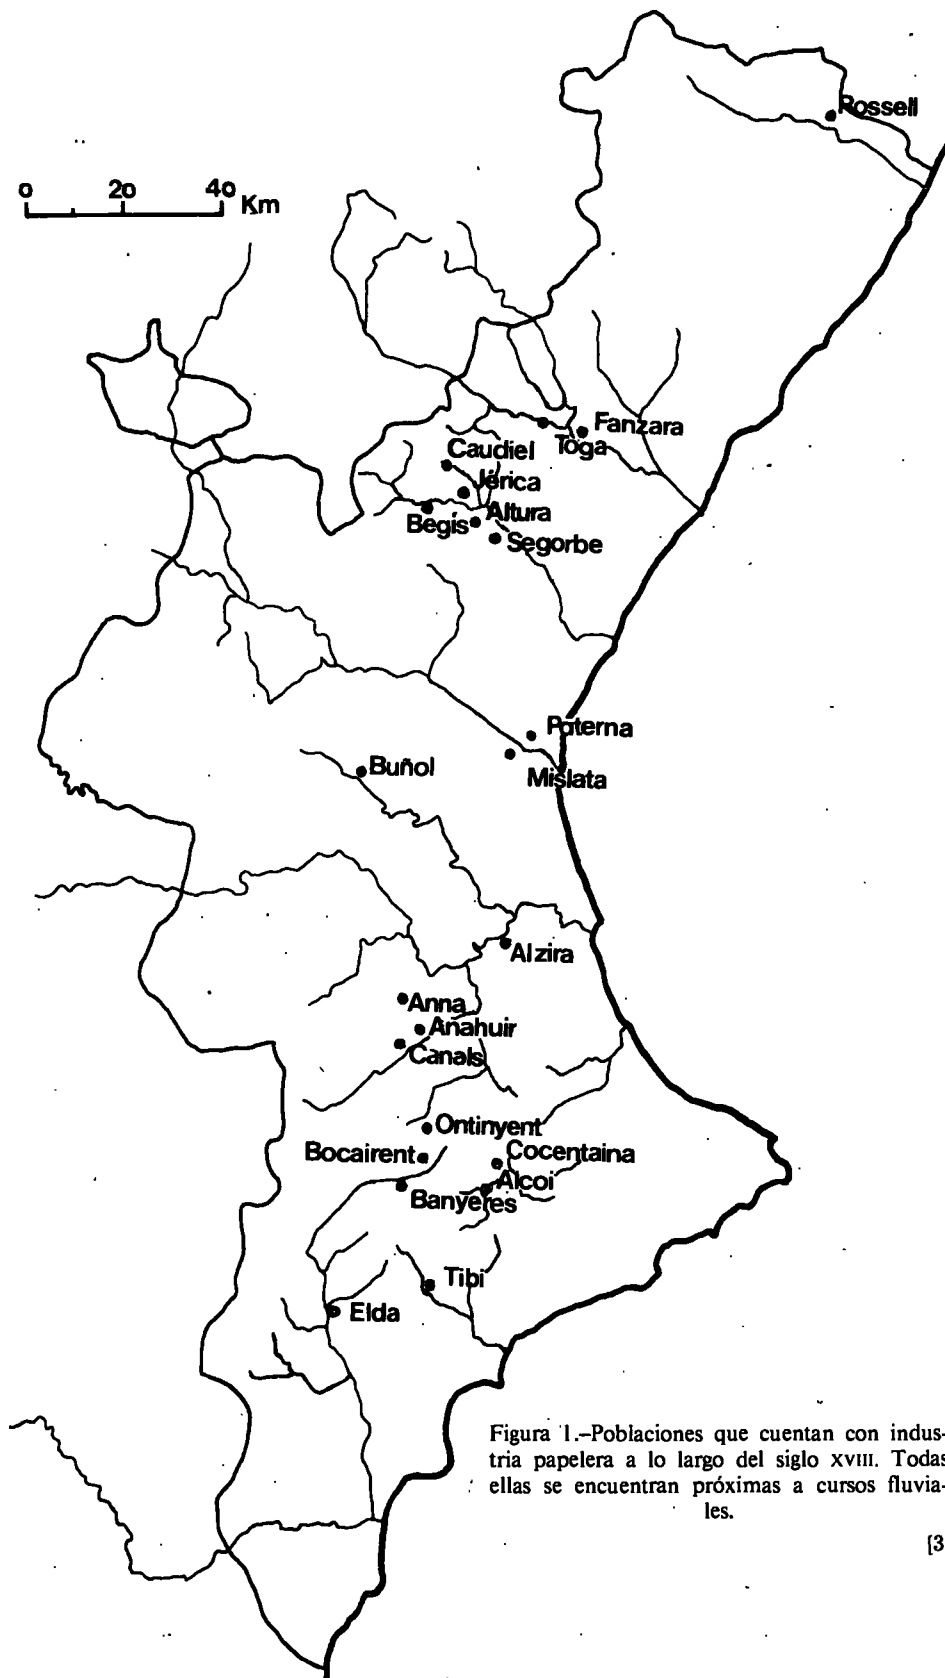 Rossell
0 20 40 Km
Fanzara
Toga
Caudiel
Jérica
Altura
Begís
Segorbe
Paterna
Buñol
Mislata
Alzira
Anna
Anahuir
Canals
Ontinyent
Bocairent
Cocentaina
Alcoi
Banyeres
Tibi
Elda
Figura 1.–Poblaciones que cuentan con indus-
tria papelera a lo largo del siglo XVIII. Todas
ellas se encuentran próximas a cursos fluvia-
les.
[3